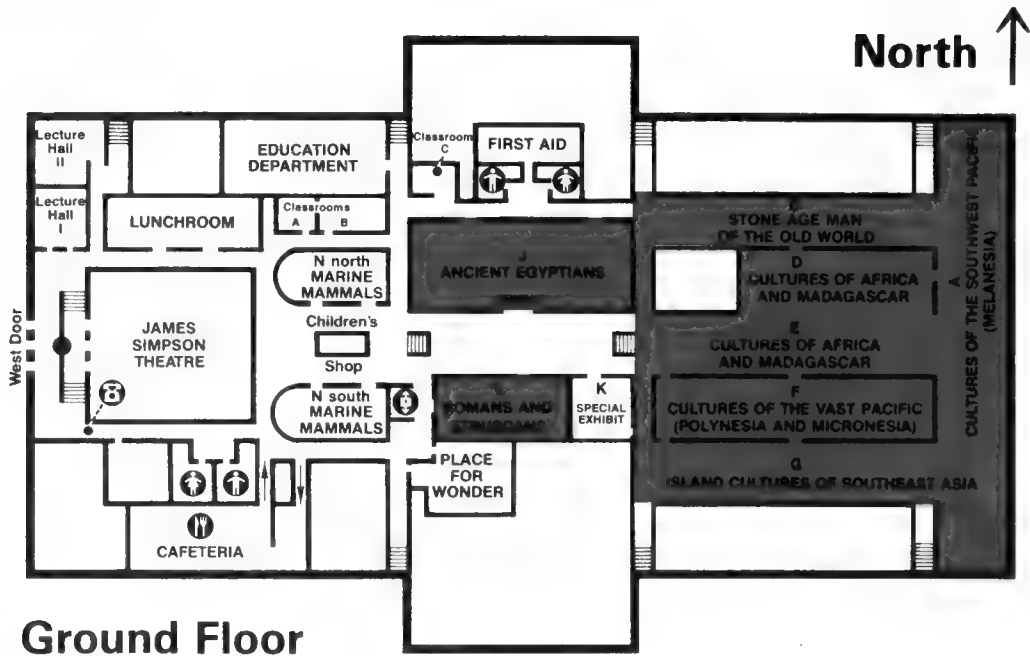 North
Lecture
Hall
II
Lecture
Hall
I
EDUCATION
DEPARTMENT
Classroom
C
FIRST AID
LUNCHROOM
Classrooms
A B
STONE AGE MAN
OF THE OLD WORLD
J
ANCIENT EGYPTIANS
D
CULTURES OF AFRICA
AND MADAGASCAR
A
CULTURES OF THE SOUTHWEST PACIFIC
(MELANESIA)
N north
MARINE
MAMMALS
West Door
JAMES
SIMPSON
THEATRE
Children's
Shop
E
CULTURES OF AFRICA
AND MADAGASCAR
N south
MARINE
MAMMALS
ROMANS AND
K
SPECIAL
EXHIBIT
F
CULTURES OF THE VAST PACIFIC
(POLYNESIA AND MICRONESIA)
PLACE
FOR
WONDER
G
ISLAND CULTURES OF SOUTHEAST ASIA
CAFETERIA
Ground Floor